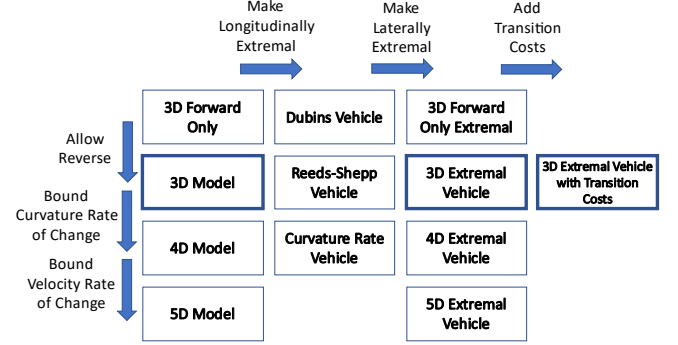 Make
Longitudinally
Extremal
Make
Laterally
Extremal
Add
Transition
Costs
Allow
Reverse
Bound
Curvature Rate
of Change
Bound
Velocity Rate
of Change
3D Forward
Only
Dubins Vehicle
3D Forward
Only Extremal
3D Model
Reeds-Shepp
Vehicle
3D Extremal
Vehicle
3D Extremal Vehicle
with Transition
Costs
4D Model
Curvature Rate
Vehicle
4D Extremal
Vehicle
5D Model
5D Extremal
Vehicle